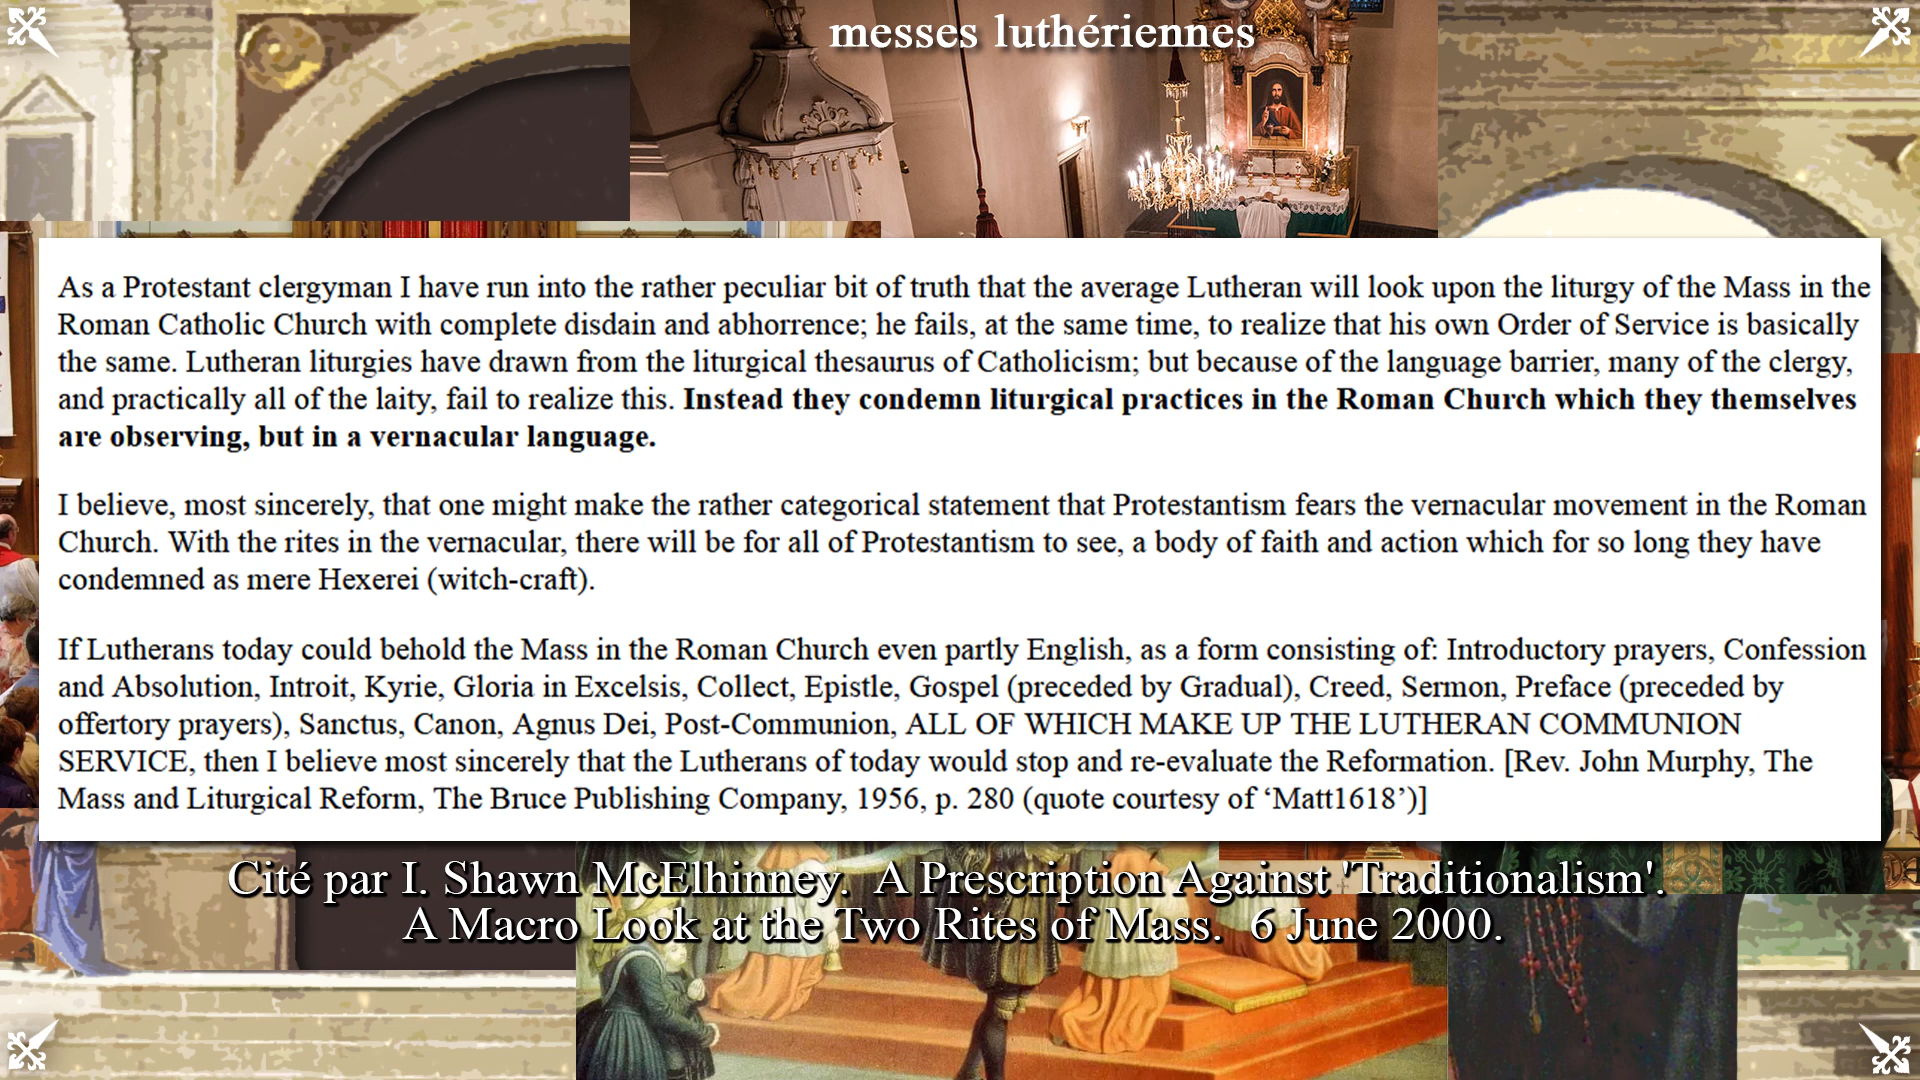 messes luthériennes
As a Protestant clergyman I have run into the rather peculiar bit of truth that the average Lutheran will look upon the liturgy of the Mass in the
Roman Catholic Church with complete disdain and abhorrence; he fails, at the same time, to realize that his own Order of Service is basically
the same. Lutheran liturgies have drawn from the liturgical thesaurus of Catholicism; but because of the language barrier, many of the clergy,
and practically all of the laity, fail to realize this. Instead they condemn liturgical practices in the Roman Church which they themselves
are observing, but in a vernacular language.
I believe, most sincerely, that one might make the rather categorical statement that Protestantism fears the vernacular movement in the Roman
Church. With the rites in the vernacular, there will be for all of Protestantism to see, a body of faith and action which for so long they have
condemned as mere Hexerei (witch-craft).
If Lutherans today could behold the Mass in the Roman Church even partly English, as a form consisting of: Introductory prayers, Confession
and Absolution, Introit, Kyrie, Gloria in Excelsis, Collect, Epistle, Gospel (preceded by Gradual), Creed, Sermon, Preface (preceded by
offertory prayers), Sanctus, Canon, Agnus Dei, Post-Communion, ALL OF WHICH MAKE UP THE LUTHERAN COMMUNION
SERVICE, then I believe most sincerely that the Lutherans of today would stop and re-evaluate the Reformation. [Rev. John Murphy, The
Mass and Liturgical Reform, The Bruce Publishing Company, 1956, p. 280 (quote courtesy of ‘Matt1618’)]
Cité par I. Shawn McElhinney.  A Prescription Against 'Traditionalism'.
A Macro Look at the Two Rites of Mass.  6 June 2000.